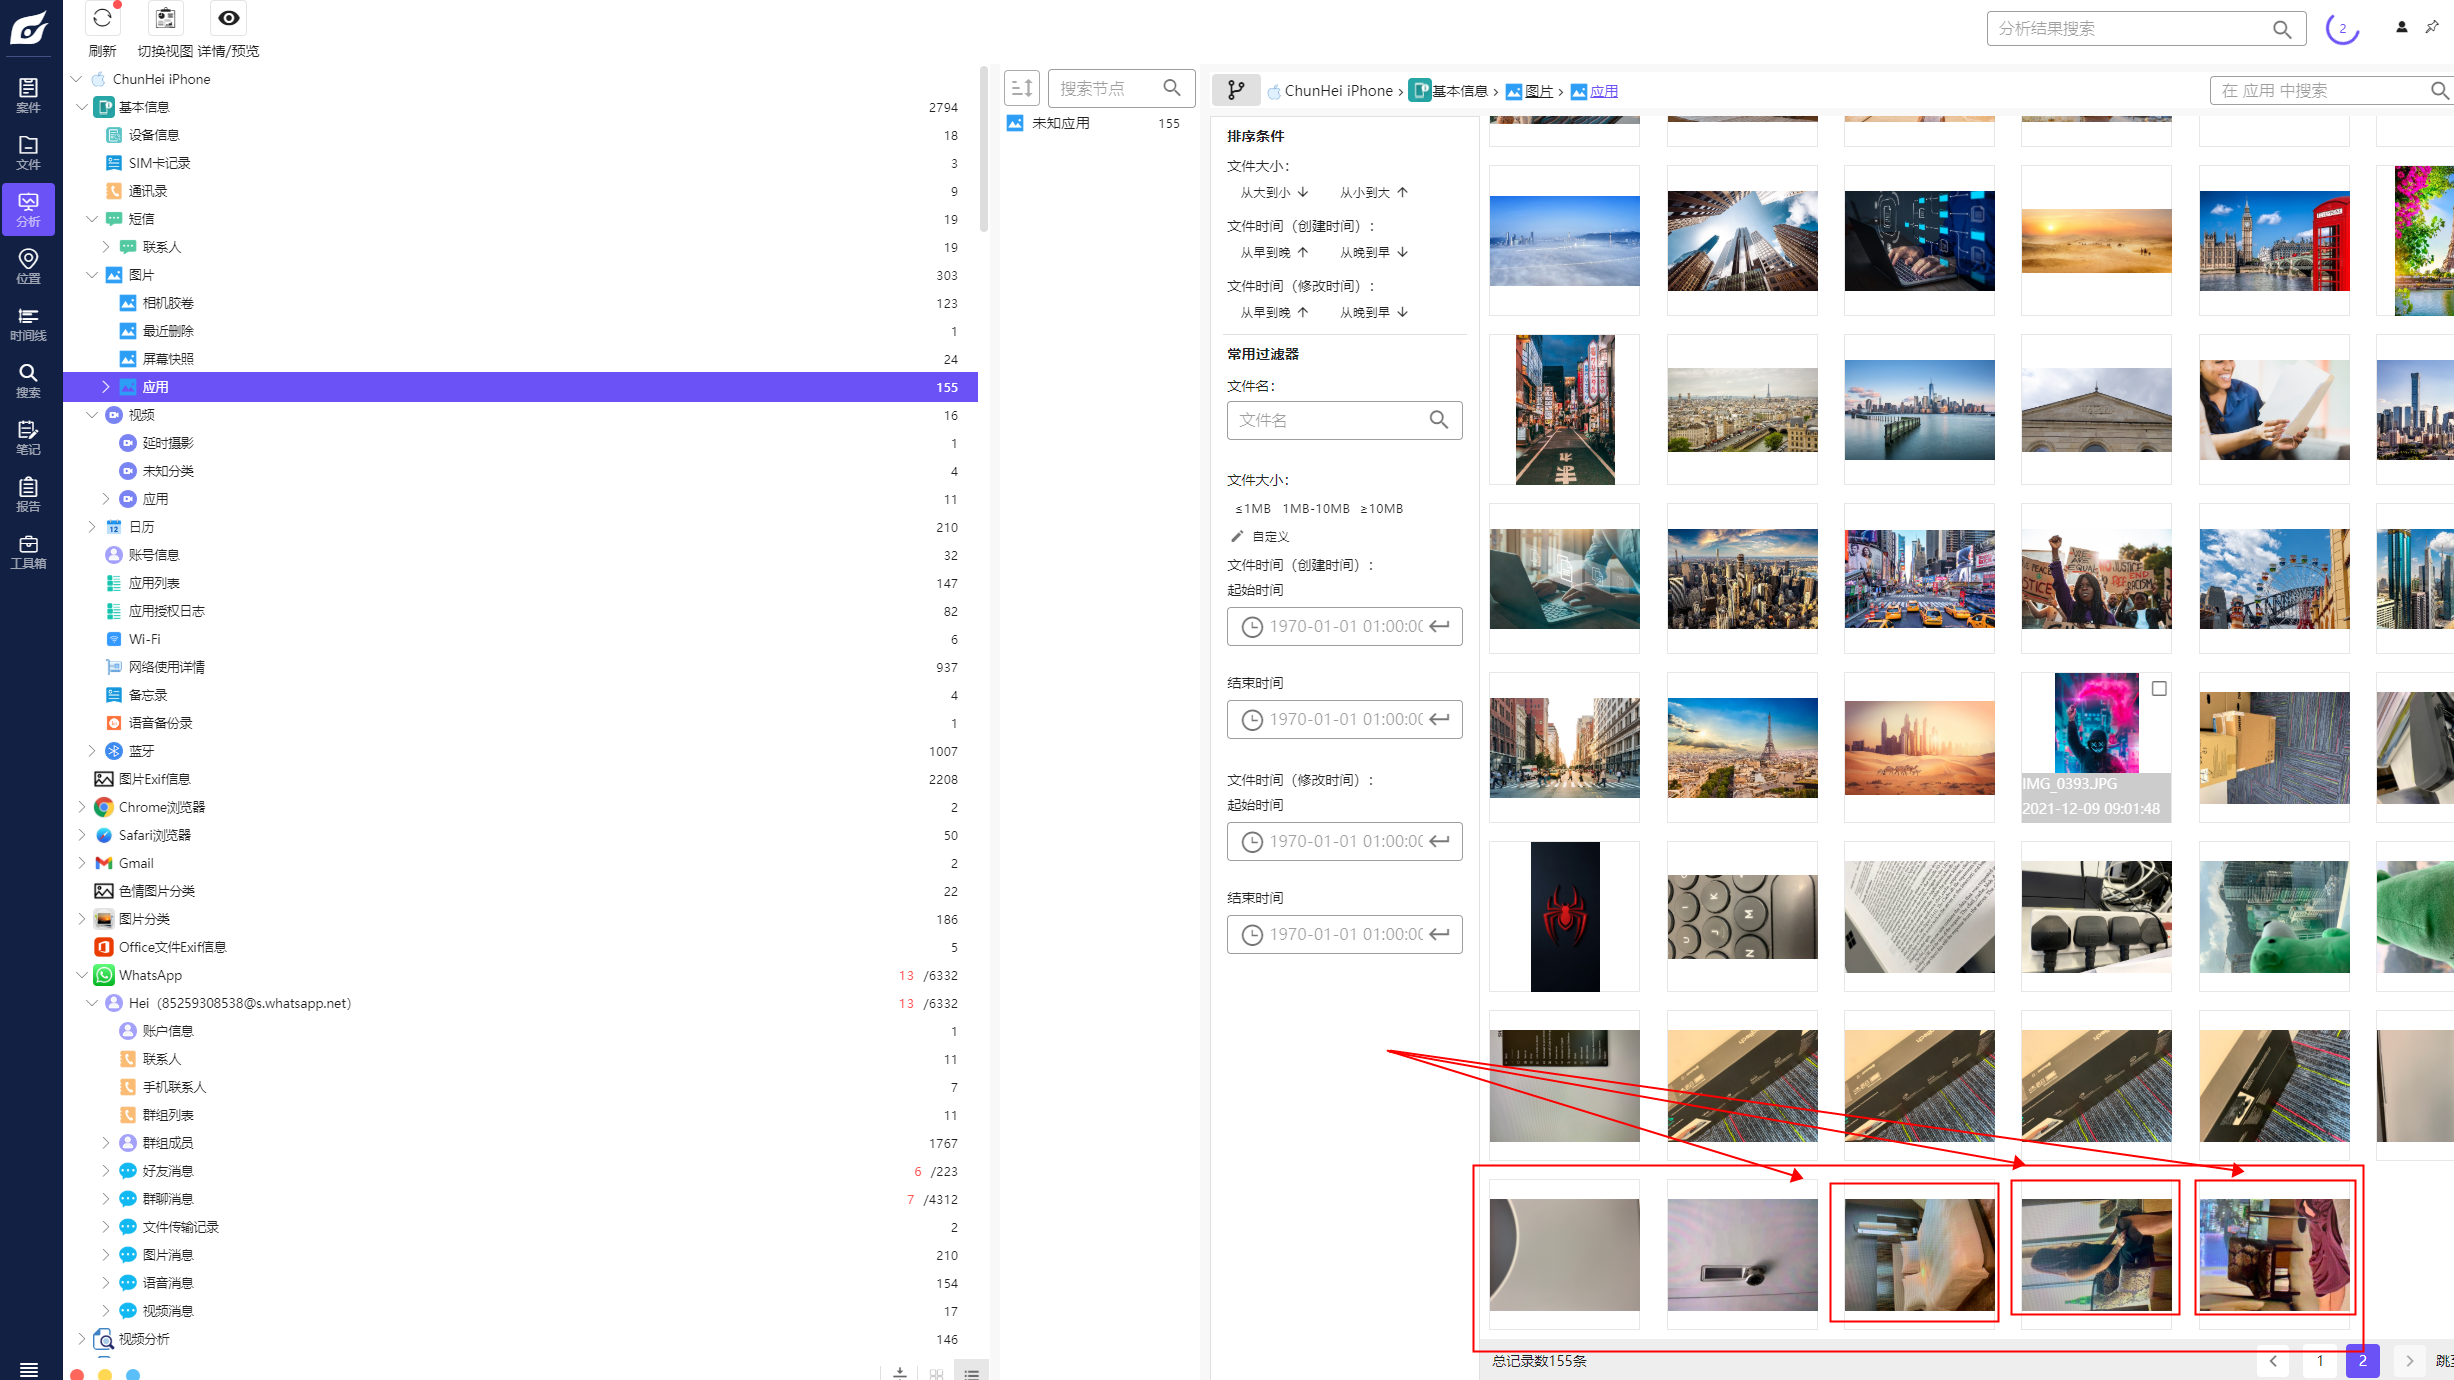 刷新
切换视图
详情/预览
分析结果搜索
2
案件
文件
分析
位置
时间线
搜索
笔记
报告
工具箱
ChunHei iPhone
基本信息 2794
设备信息 18
SIM卡记录 3
通讯录 9
短信 19
联系人 19
图片 303
相机胶卷 123
最近删除 1
屏幕快照 24
应用 155
视频 16
延时摄影 1
未知分类 4
应用 11
日历 210
账号信息 32
应用列表 147
应用授权日志 82
Wi-Fi 6
网络使用详情 937
备忘录 4
语音备份录 1
蓝牙 1007
图片Exif信息 2208
Chrome浏览器 2
Safari浏览器 50
Gmail 2
色情图片分类 22
图片分类 186
Office文件Exif信息 5
WhatsApp 13 /6332
Hei（85259308538@s.whatsapp.net） 13 /6332
账户信息 1
联系人 11
手机联系人 7
群组列表 11
群组成员 1767
好友消息 6 /223
群聊消息 7 /4312
文件传输记录 2
图片消息 210
语音消息 154
视频消息 17
视频分析 146
搜索节点
未知应用 155
ChunHei iPhone › 基本信息 › 图片 › 应用
在 应用 中搜索
排序条件
文件大小：
从大到小 ↓ 从小到大 ↑
文件时间（创建时间）：
从早到晚 ↑ 从晚到早 ↓
文件时间（修改时间）：
从早到晚 ↑ 从晚到早 ↓
常用过滤器
文件名：
文件名
文件大小：
≤1MB 1MB-10MB ≥10MB
自定义
文件时间（创建时间）：
起始时间
1970-01-01 01:00:00
结束时间
1970-01-01 01:00:00
文件时间（修改时间）：
起始时间
1970-01-01 01:00:00
结束时间
1970-01-01 01:00:00
IMG_0393.JPG
2021-12-09 09:01:48
总记录数155条
1
2
跳